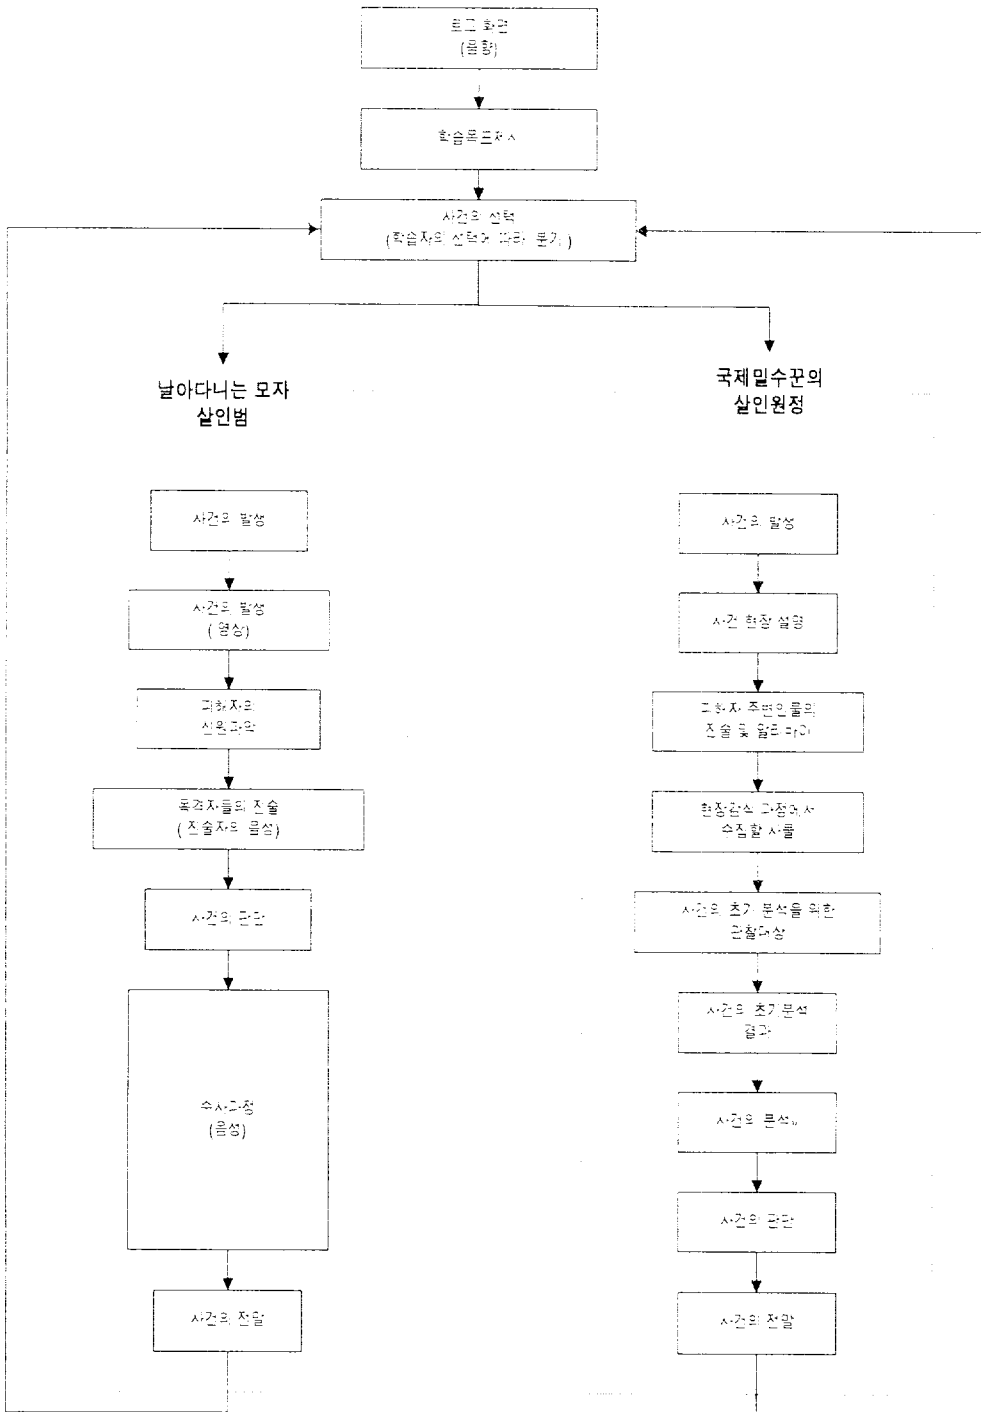 로고 화면
(음향)
학습목표제시
사건의 선택
(학습자의 선택에 따라 분기)
날아다니는 모자
살인범
사건의 발생
사건의 발생
(영상)
피해자의
신원파악
목격자들의 진술
(진술자의 음성)
사건의 판단
수사과정
(음성)
사건의 전말
국제밀수꾼의
살인원정
사건의 발생
사건 현장 설명
피해자 주변인물의
진술 및 알리바이
현장감식 과정에서
수집할 사물
사건의 초기 분석을 위한
관찰대상
사건의 초기분석
결과
사건의 분석
사건의 판단
사건의 전말